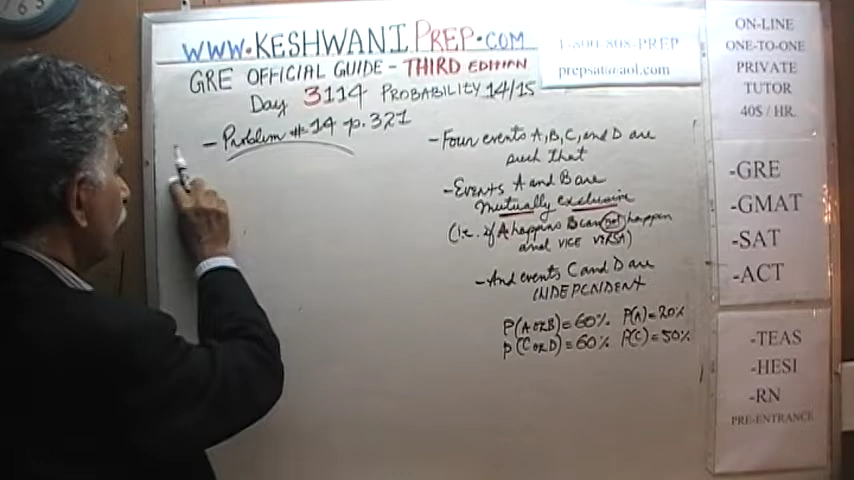 WWW.KESHWANIPREP.COM
GRE OFFICIAL GUIDE - THIRD EDITION
Day 3114 PROBABILITY 14/15
- Problem # 14 p. 321
- Four events A, B, C, and D are
such that
- Events A and B are
mutually exclusive
(i.e. if A happens B can not happen
and VICE VERSA)
- And events C and D are
INDEPENDENT
P(A OR B) = 60% P(A) = 20%
P(C OR D) = 60% P(C) = 50%
1-800-808-PREP
prepsat@aol.com
ON-LINE
ONE-TO-ONE
PRIVATE
TUTOR
40$ / HR.
-GRE
-GMAT
-SAT
-ACT
-TEAS
-HESI
-RN
PRE-ENTRANCE